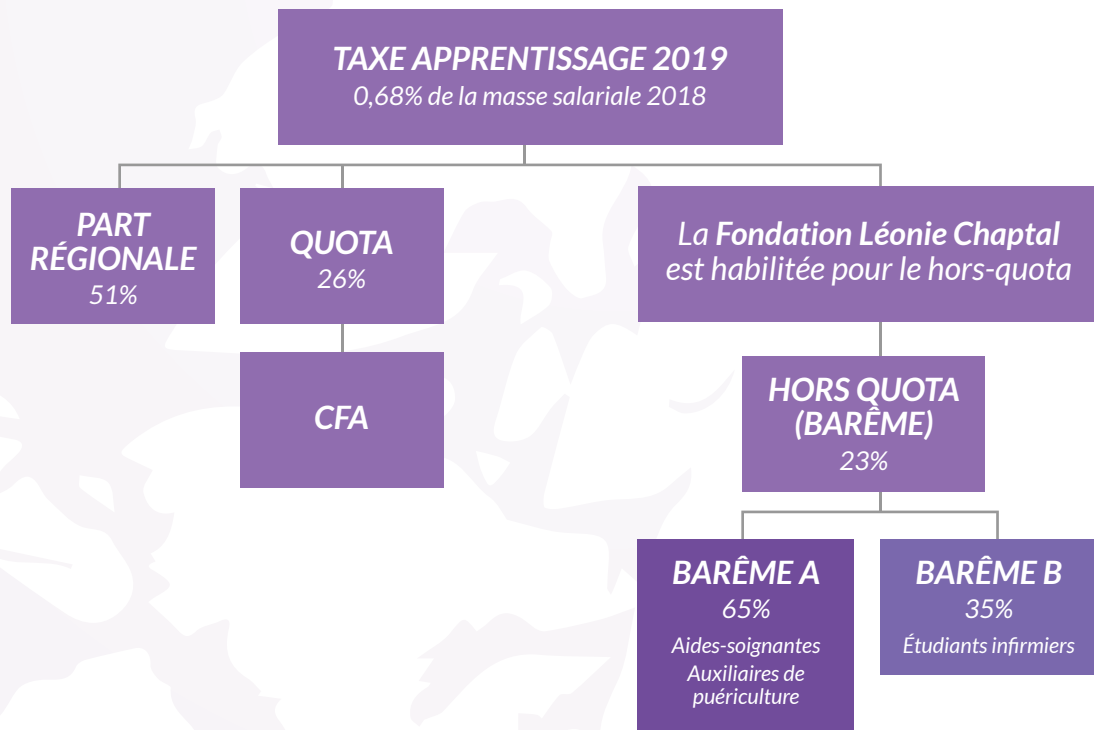 TAXE APPRENTISSAGE 2019
0,68% de la masse salariale 2018
PART
RÉGIONALE
51%
QUOTA
26%
La Fondation Léonie Chaptal
est habilitée pour le hors-quota
CFA
HORS QUOTA
(BARÊME)
23%
BARÊME A
65%
Aides-soignantes
Auxiliaires de
puériculture
BARÊME B
35%
Étudiants infirmiers